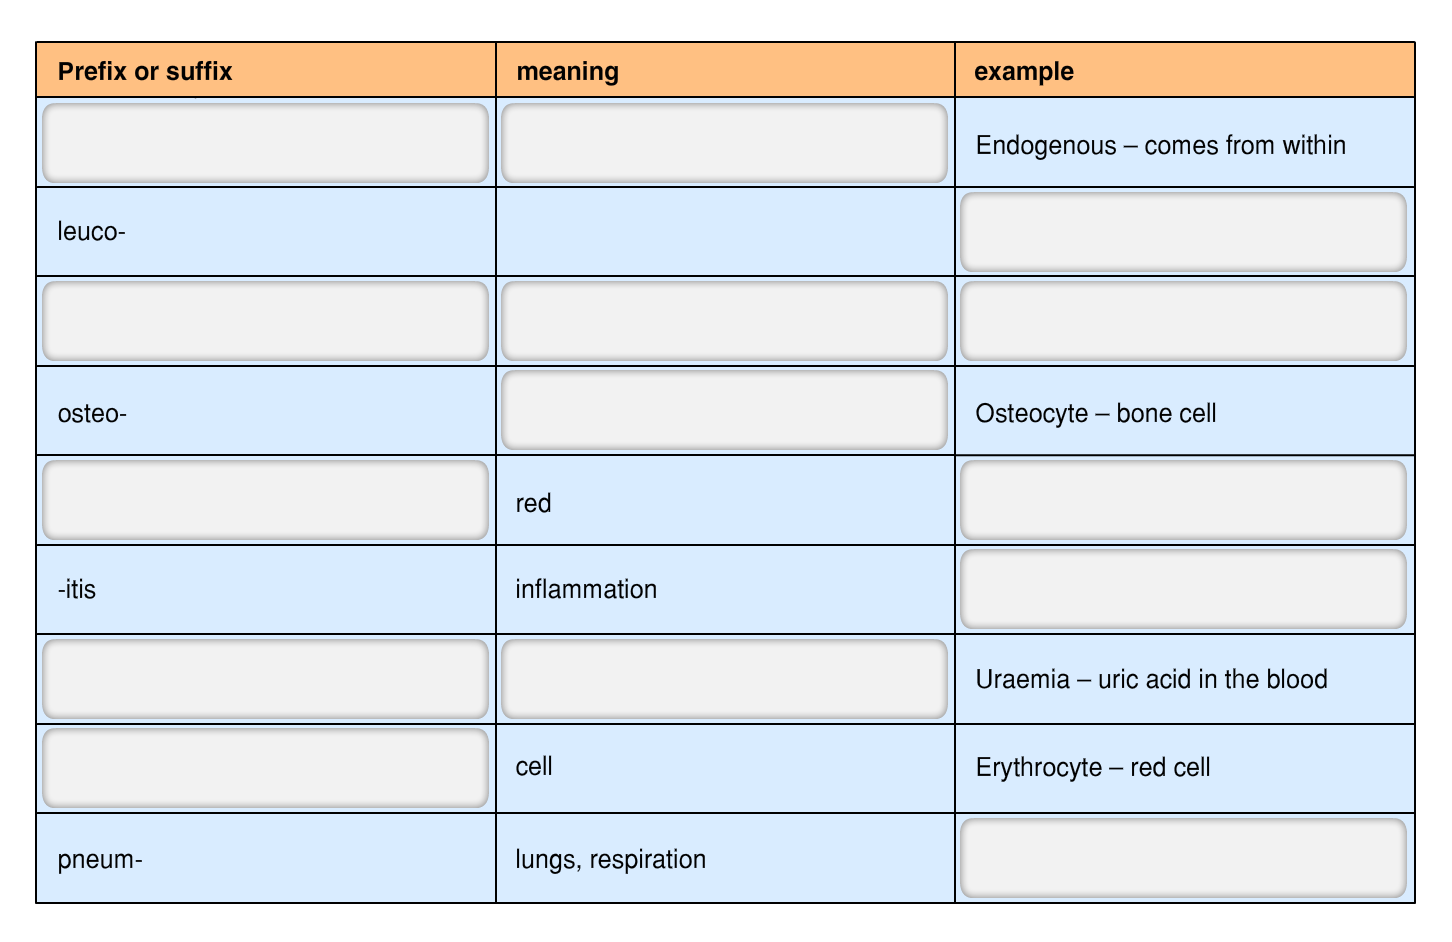 Prefix or suffix
meaning
example
Endogenous – comes from within
leuco-
osteo-
Osteocyte – bone cell
red
-itis
inflammation
Uraemia – uric acid in the blood
cell
Erythrocyte – red cell
pneum-
lungs, respiration